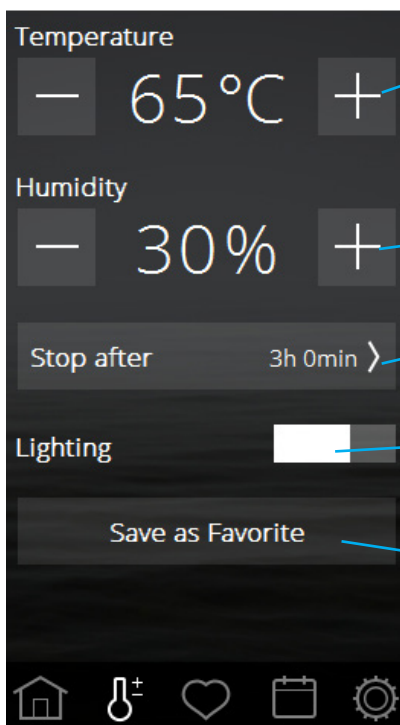 Temperature
— 65°C +
Humidity
— 30% +
Stop after 3h 0min 〉
Lighting
Save as Favorite